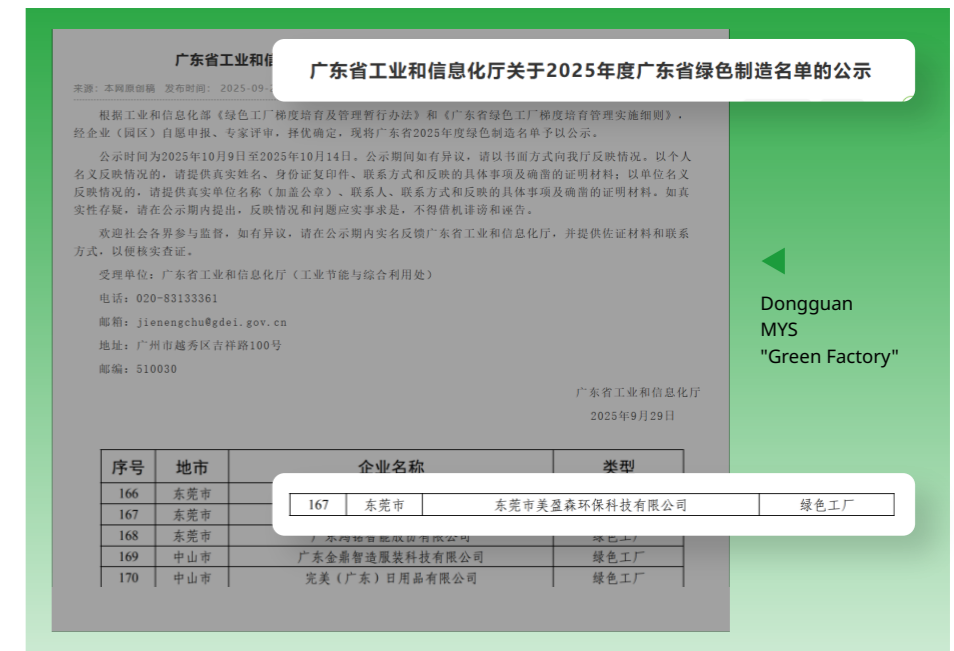 广东省工业和信
广东省工业和信息化厅关于2025年度广东省绿色制造名单的公示
来源：本网原创稿 发布时间：2025-09-2
根据工业和信息化部《绿色工厂梯度培育及管理暂行办法》和《广东省绿色工厂梯度培育管理实施细则》，
经企业（园区）自愿申报、专家评审，择优确定，现将广东省2025年度绿色制造名单予以公示。
公示时间为2025年10月9日至2025年10月14日。公示期间如有异议，请以书面方式向我厅反映情况。以个人
名义反映情况的，请提供真实姓名、身份证复印件、联系方式和反映的具体事项及确凿的证明材料；以单位名义
反映情况的，请提供真实单位名称（加盖公章）、联系人、联系方式和反映的具体事项及确凿的证明材料。如真
实性存疑，请在公示期内提出，反映情况和问题应实事求是，不得借机诽谤和诬告。
欢迎社会各界参与监督，如有异议，请在公示期内实名反馈广东省工业和信息化厅，并提供佐证材料和联系
方式，以便核实查证。
受理单位：广东省工业和信息化厅（工业节能与综合利用处）
电话：020-83133361
邮箱：jienengchu@gdei.gov.cn
地址：广州市越秀区吉祥路100号
邮编：510030
广东省工业和信息化厅
2025年9月29日
Dongguan
MYS
"Green Factory"
序号 地市 企业名称 类型
166 东莞市
167 东莞市
167 东莞市 东莞市美盈森环保科技有限公司 绿色工厂
168 东莞市 广东鸿铭智能股份有限公司 绿色工厂
169 中山市 广东金鼎智造服装科技有限公司 绿色工厂
170 中山市 完美（广东）日用品有限公司 绿色工厂